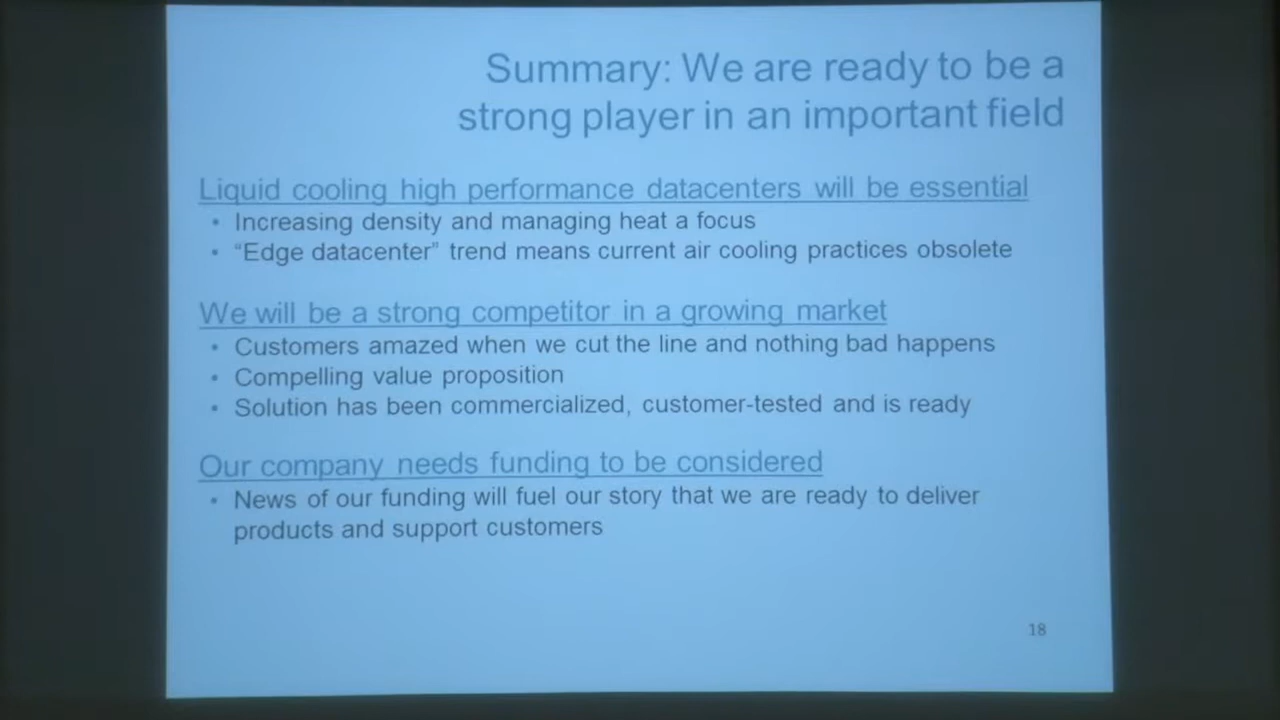 Summary: We are ready to be a
strong player in an important field
Liquid cooling high performance datacenters will be essential
• Increasing density and managing heat a focus
• “Edge datacenter” trend means current air cooling practices obsolete
We will be a strong competitor in a growing market
• Customers amazed when we cut the line and nothing bad happens
• Compelling value proposition
• Solution has been commercialized, customer-tested and is ready
Our company needs funding to be considered
• News of our funding will fuel our story that we are ready to deliver
products and support customers
18